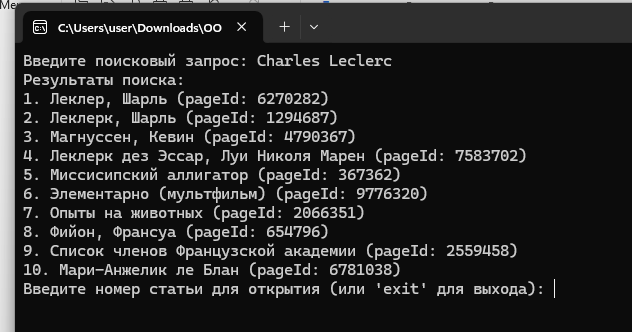 C:\Users\user\Downloads\OO
Введите поисковый запрос: Charles Leclerc
Результаты поиска:
1. Леклер, Шарль (pageId: 6270282)
2. Леклерк, Шарль (pageId: 1294687)
3. Магнуссен, Кевин (pageId: 4790367)
4. Леклерк дез Эссар, Луи Николя Марен (pageId: 7583702)
5. Миссисипский аллигатор (pageId: 367362)
6. Элементарно (мультфильм) (pageId: 9776320)
7. Опыты на животных (pageId: 2066351)
8. Фийон, Франсуа (pageId: 654796)
9. Список членов Французской академии (pageId: 2559458)
10. Мари-Анжелик ле Блан (pageId: 6781038)
Введите номер статьи для открытия (или 'exit' для выхода):